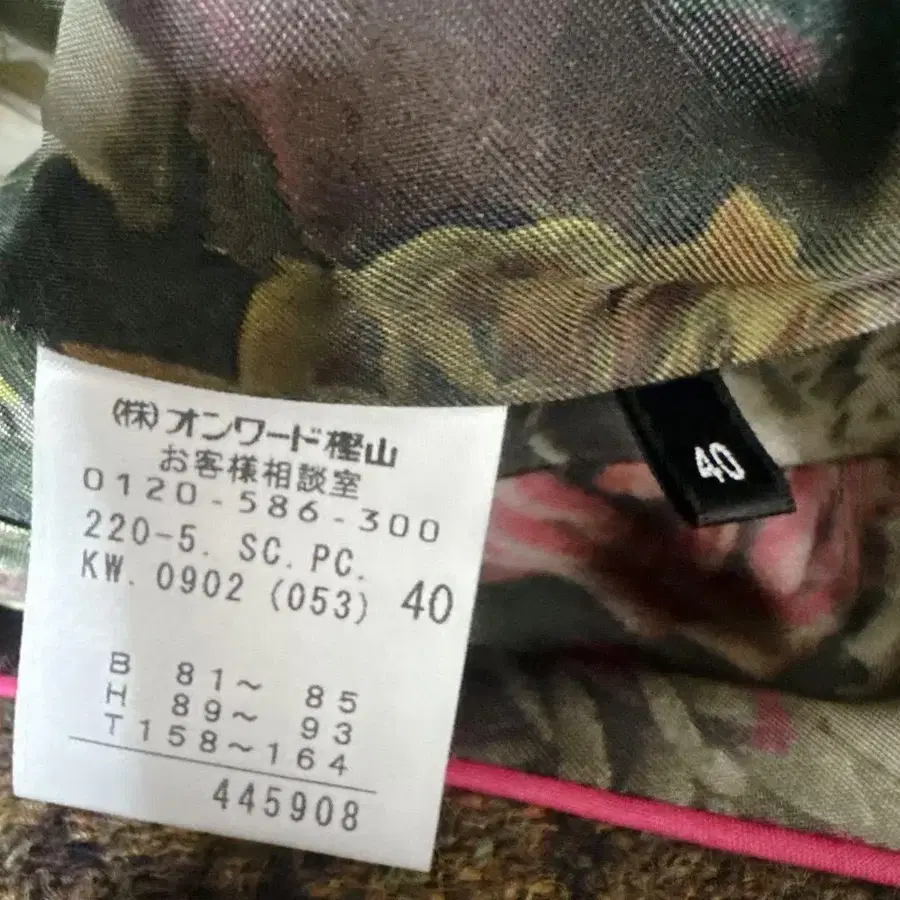 (株)オンワード樫山
お客様相談室
0120-586-300
220-5. SC. PC.
KW. 0902 (053) 40
B 81~ 85
H 89~ 93
T158~164
445908
40